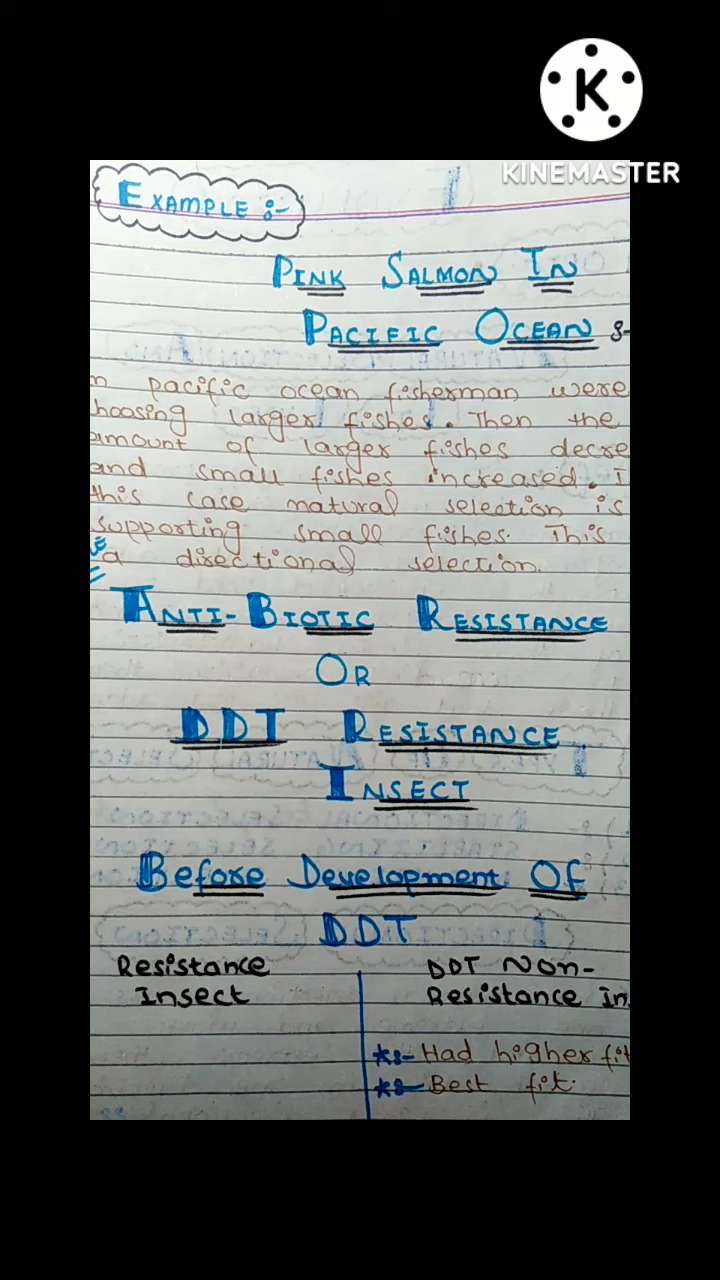 K
KINEMASTER
EXAMPLE :-
PINK SALMON IN
PACIFIC OCEAN :-
n pacific ocean fisherman were
hoosing larger fishes. Then the
amount of larger fishes decre
and small fishes increased. I
this case natural selection is
supporting small fishes. This
a directional selection.
ANTI-BIOTIC RESISTANCE
OR
DDT RESISTANCE
INSECT
Before Development Of
DDT
Resistance
Insect
DDT Non-
Resistance In
*:- Had higher fit
*:- Best fit.